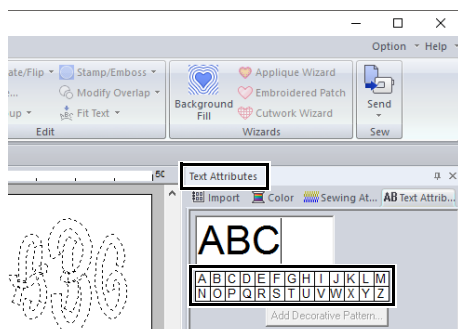 Option Help
ate/Flip Stamp/Emboss
Modify Overlap
up Fit Text
Edit
Background Fill
Applique Wizard
Embroidered Patch
Cutwork Wizard
Wizards
Send
Sew
Text Attributes
Import Color Sewing At... AB Text Attrib...
ABC
A B C D E F G H I J K L M
N O P Q R S T U V W X Y Z
Add Decorative Pattern...